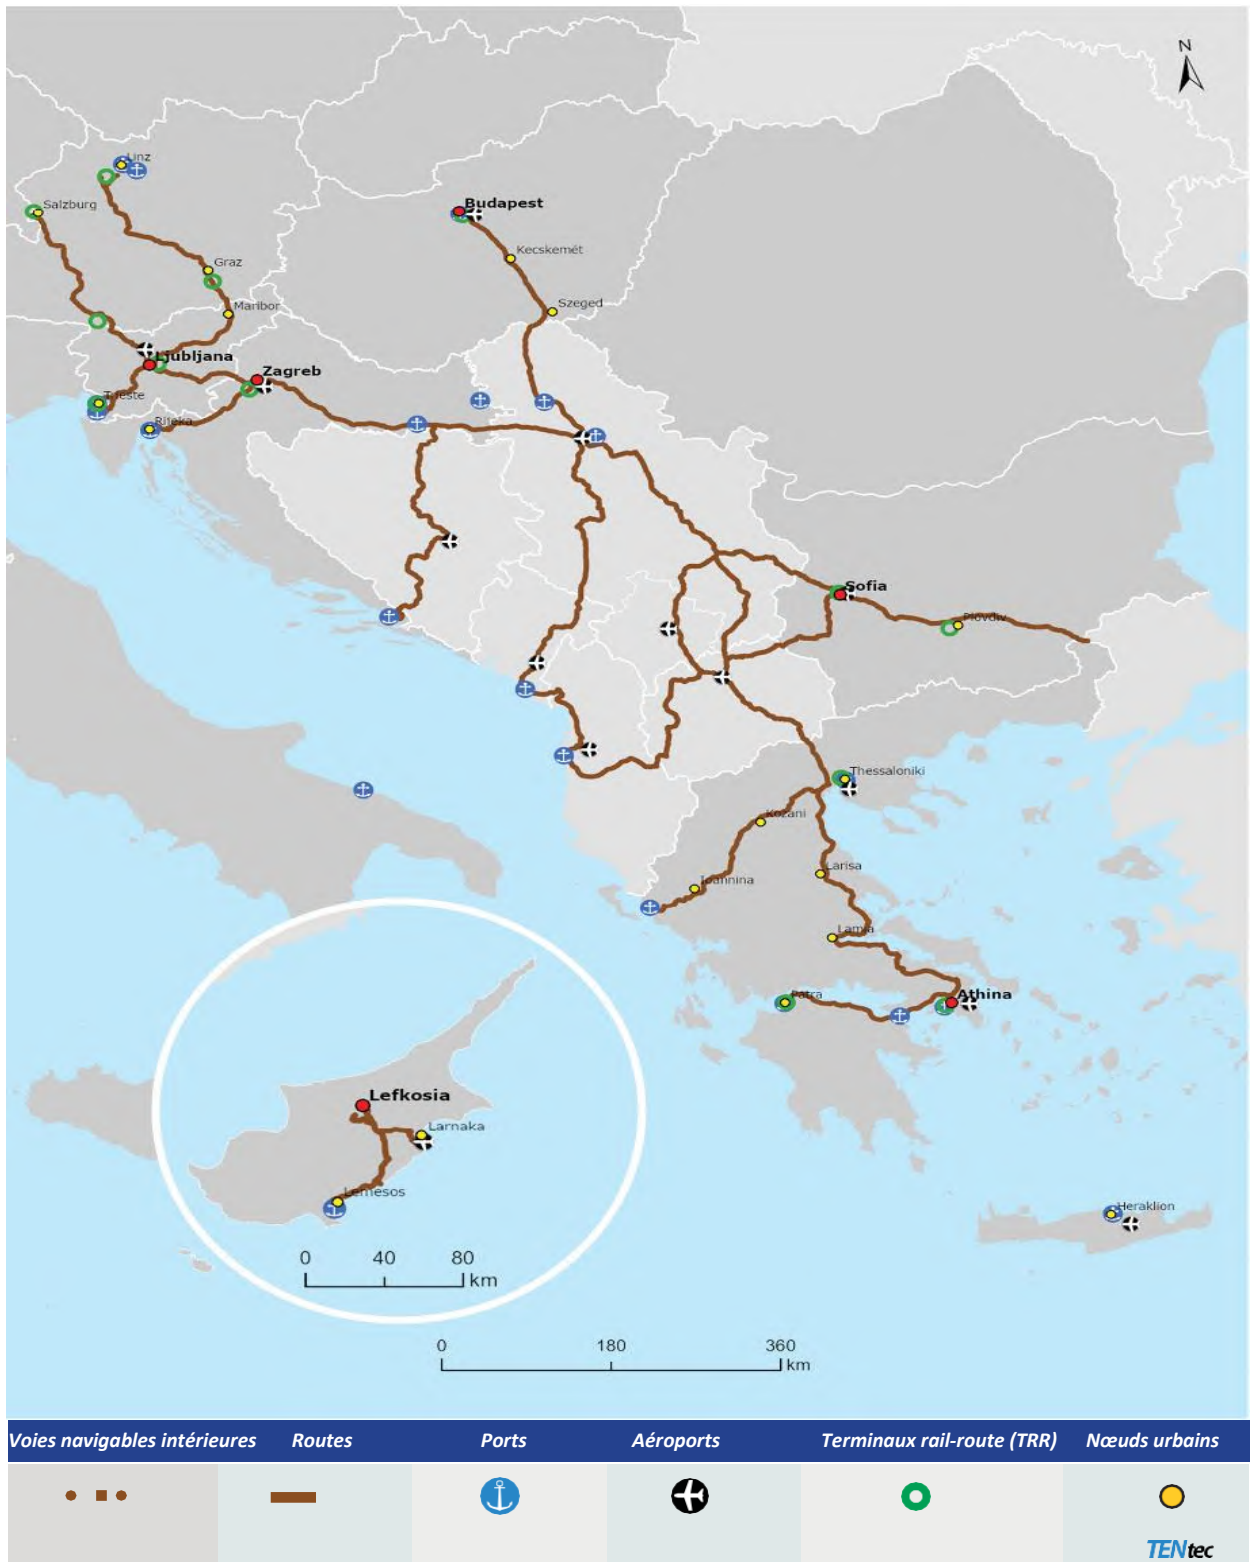 N
Linz
Salzburg
Budapest
Kecskemét
Graz
Szeged
Maribor
Ljubljana
Zagreb
Trieste
Rijeka
Sofia
Plovdiv
Thessaloniki
Kozani
Larisa
Ioannina
Lamia
Patra
Athina
Lefkosia
Larnaka
Lemesos
Heraklion
0 40 80
km
0 180 360
km
Voies navigables intérieures Routes Ports Aéroports Terminaux rail-route (TRR) Nœuds urbains
TENtec